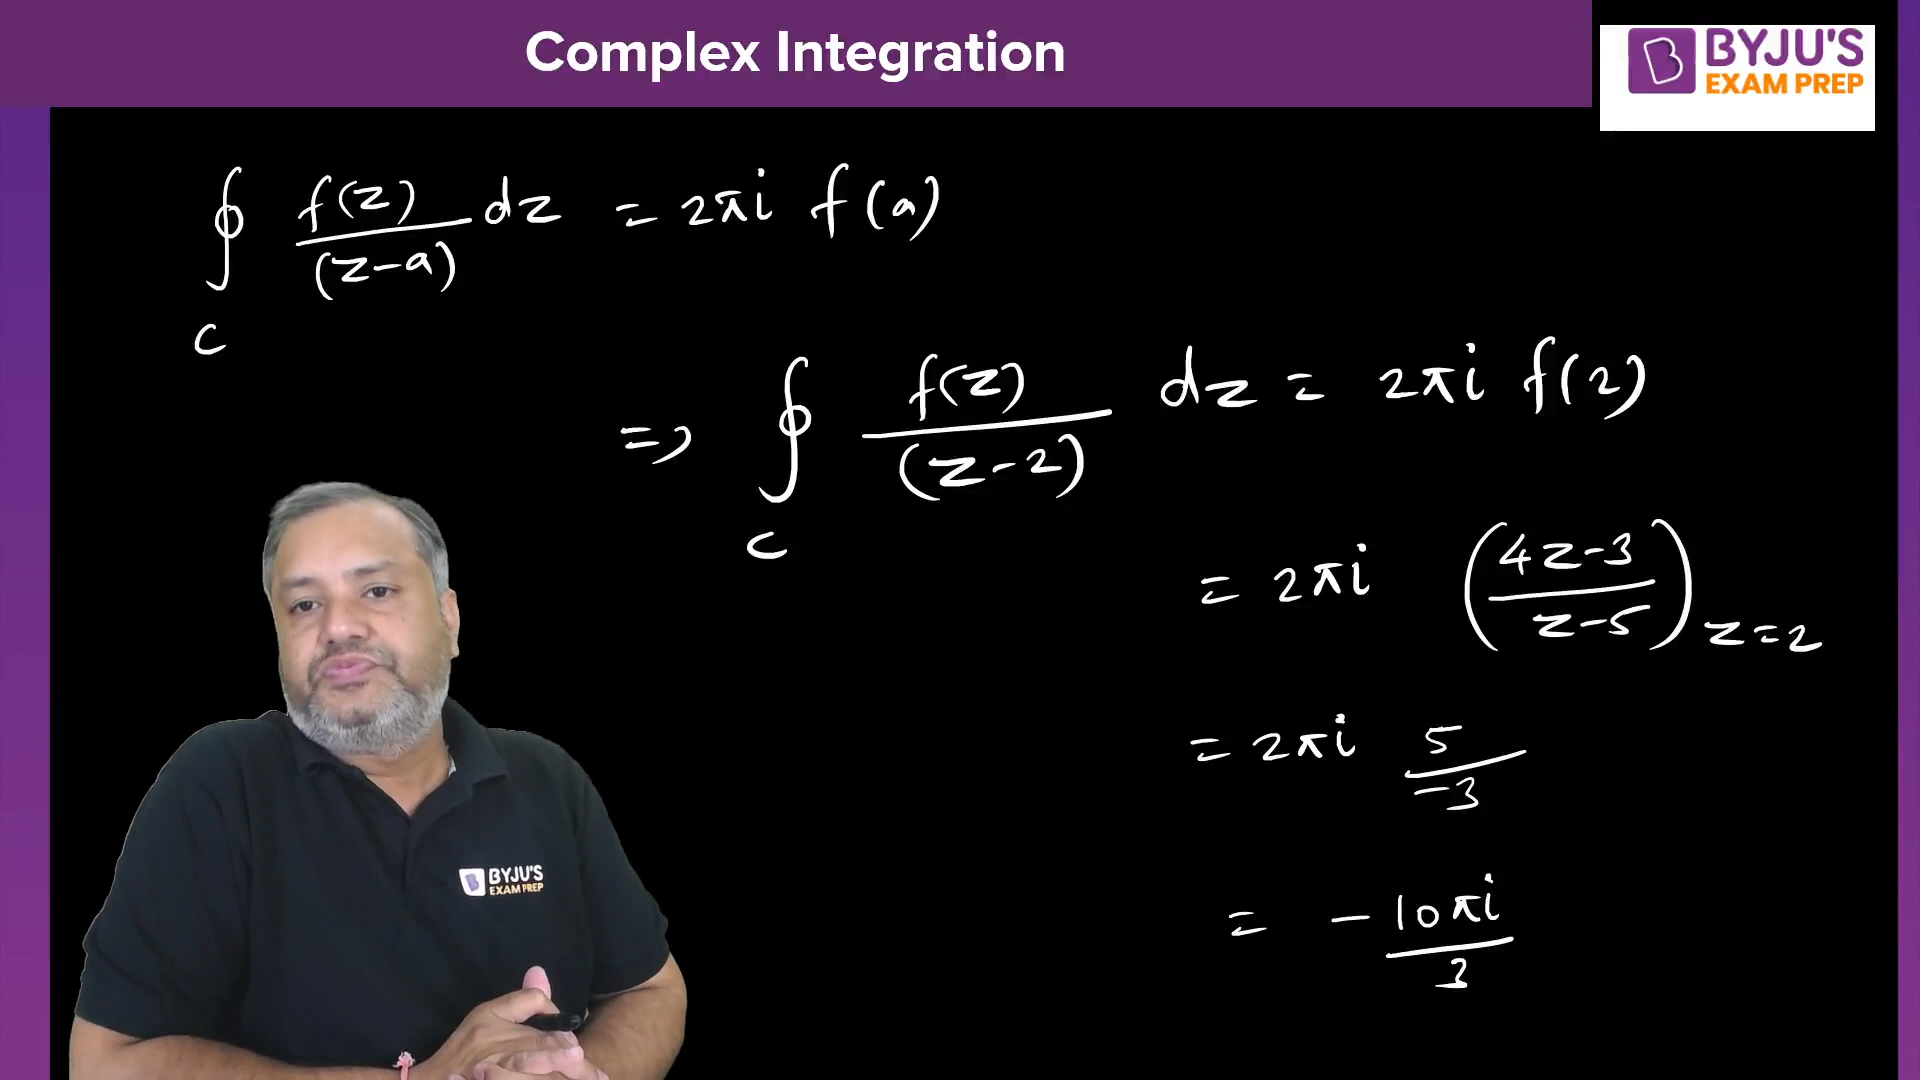 Complex Integration
BYJU'S
EXAM PREP
∮_C f(z)/(z-a) dz = 2πi f(a)
⇒ ∮_C f(z)/(z-2) dz = 2πi f(2)
= 2πi ((4z-3)/(z-5))_{z=2}
= 2πi 5/-3
= -10πi/3
BYJU'S
EXAM PREP